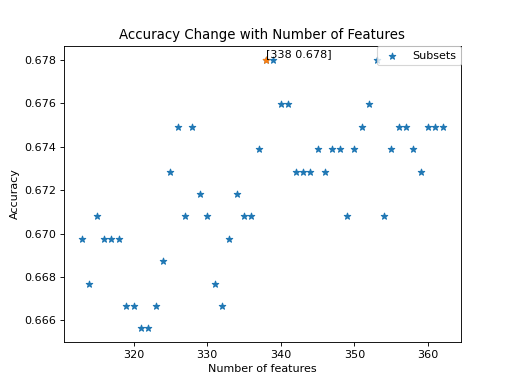 Accuracy Change with Number of Features
[338 0.678]
Subsets
0.678
0.676
0.674
0.672
0.670
0.668
0.666
Accuracy
320 330 340 350 360
Number of features